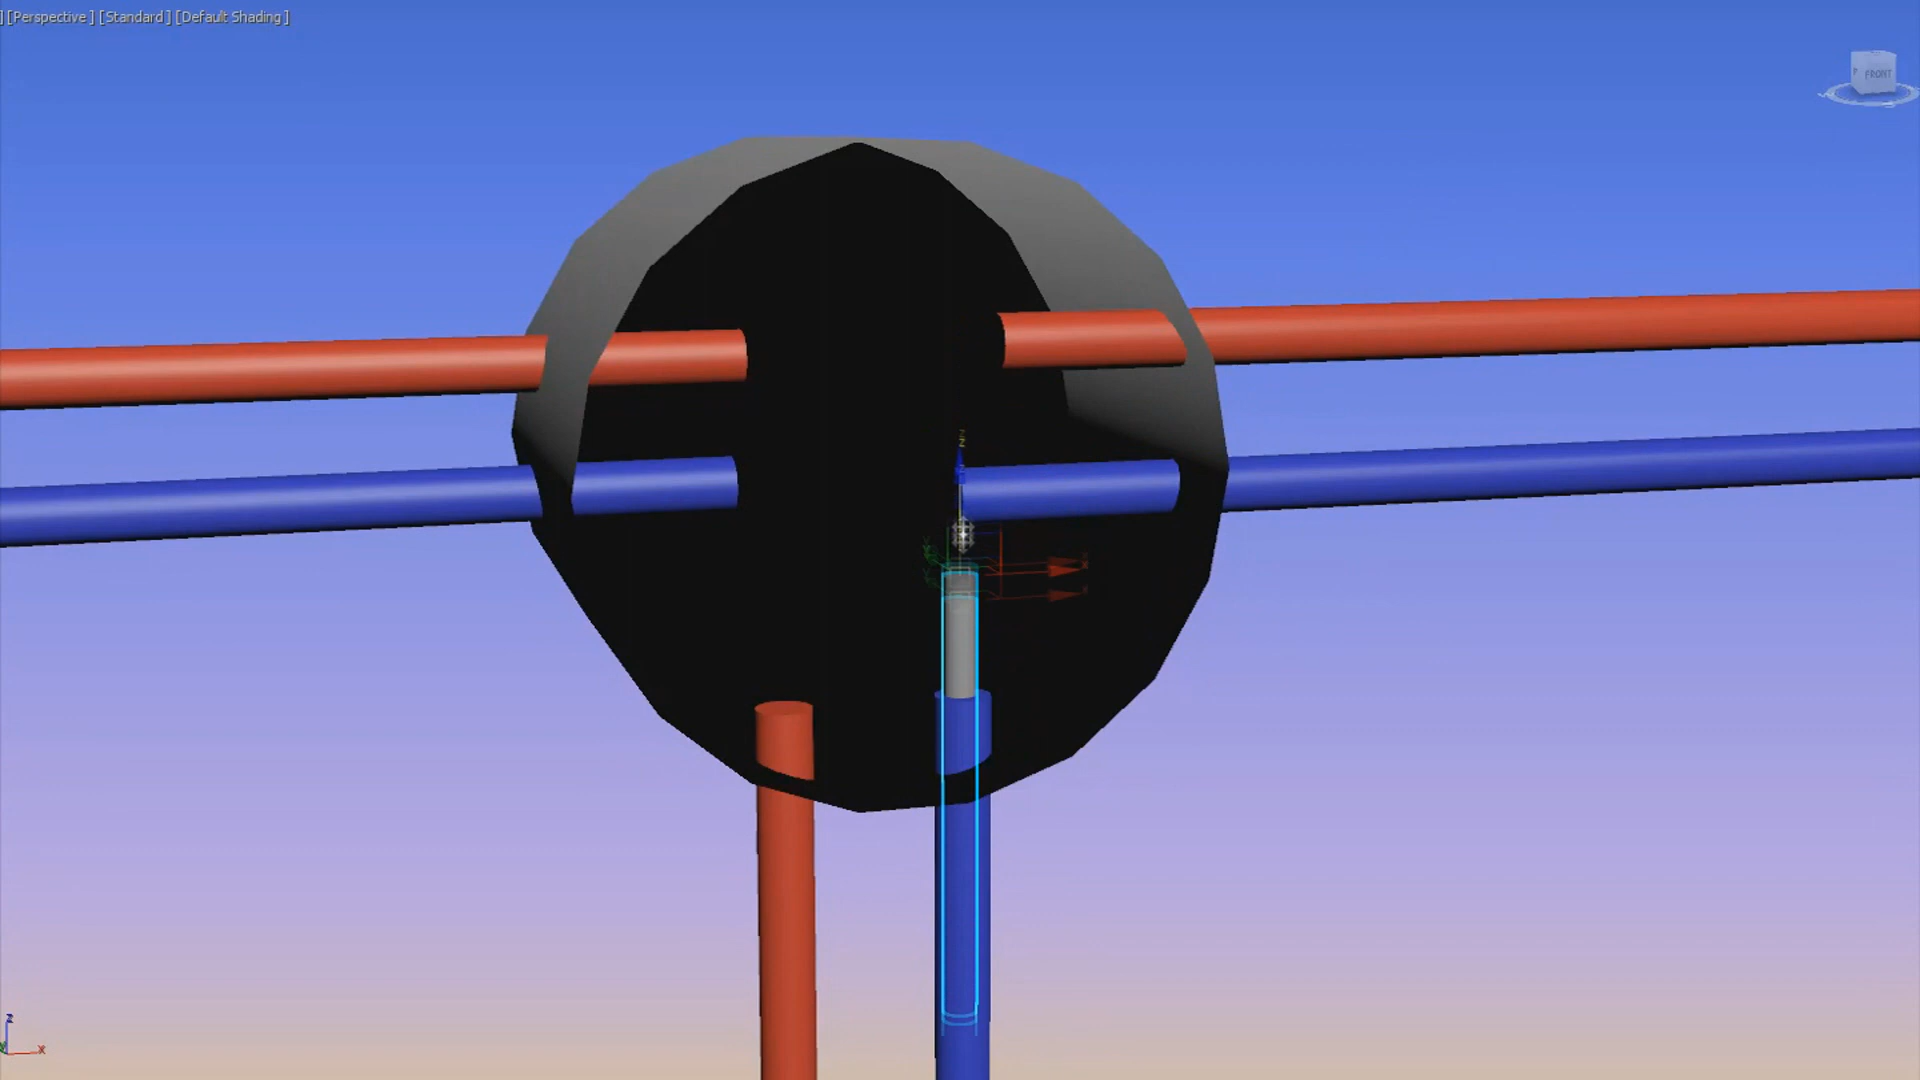 ] [Perspective ] [Standard ] [Default Shading ]
FRONT
z
x